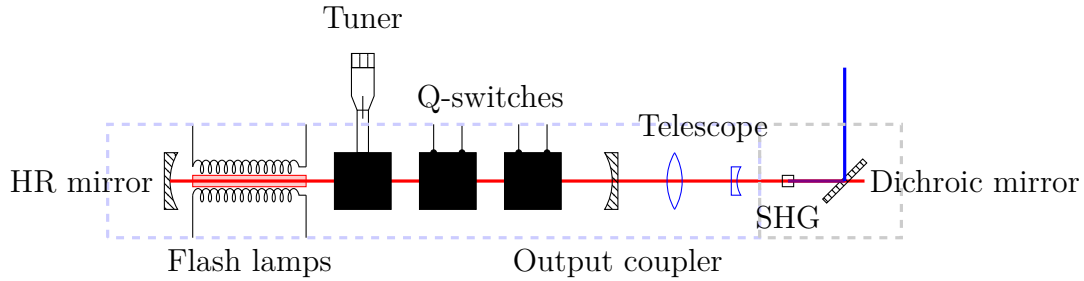 Tuner
Q-switches
Telescope
HR mirror
Dichroic mirror
SHG
Flash lamps
Output coupler